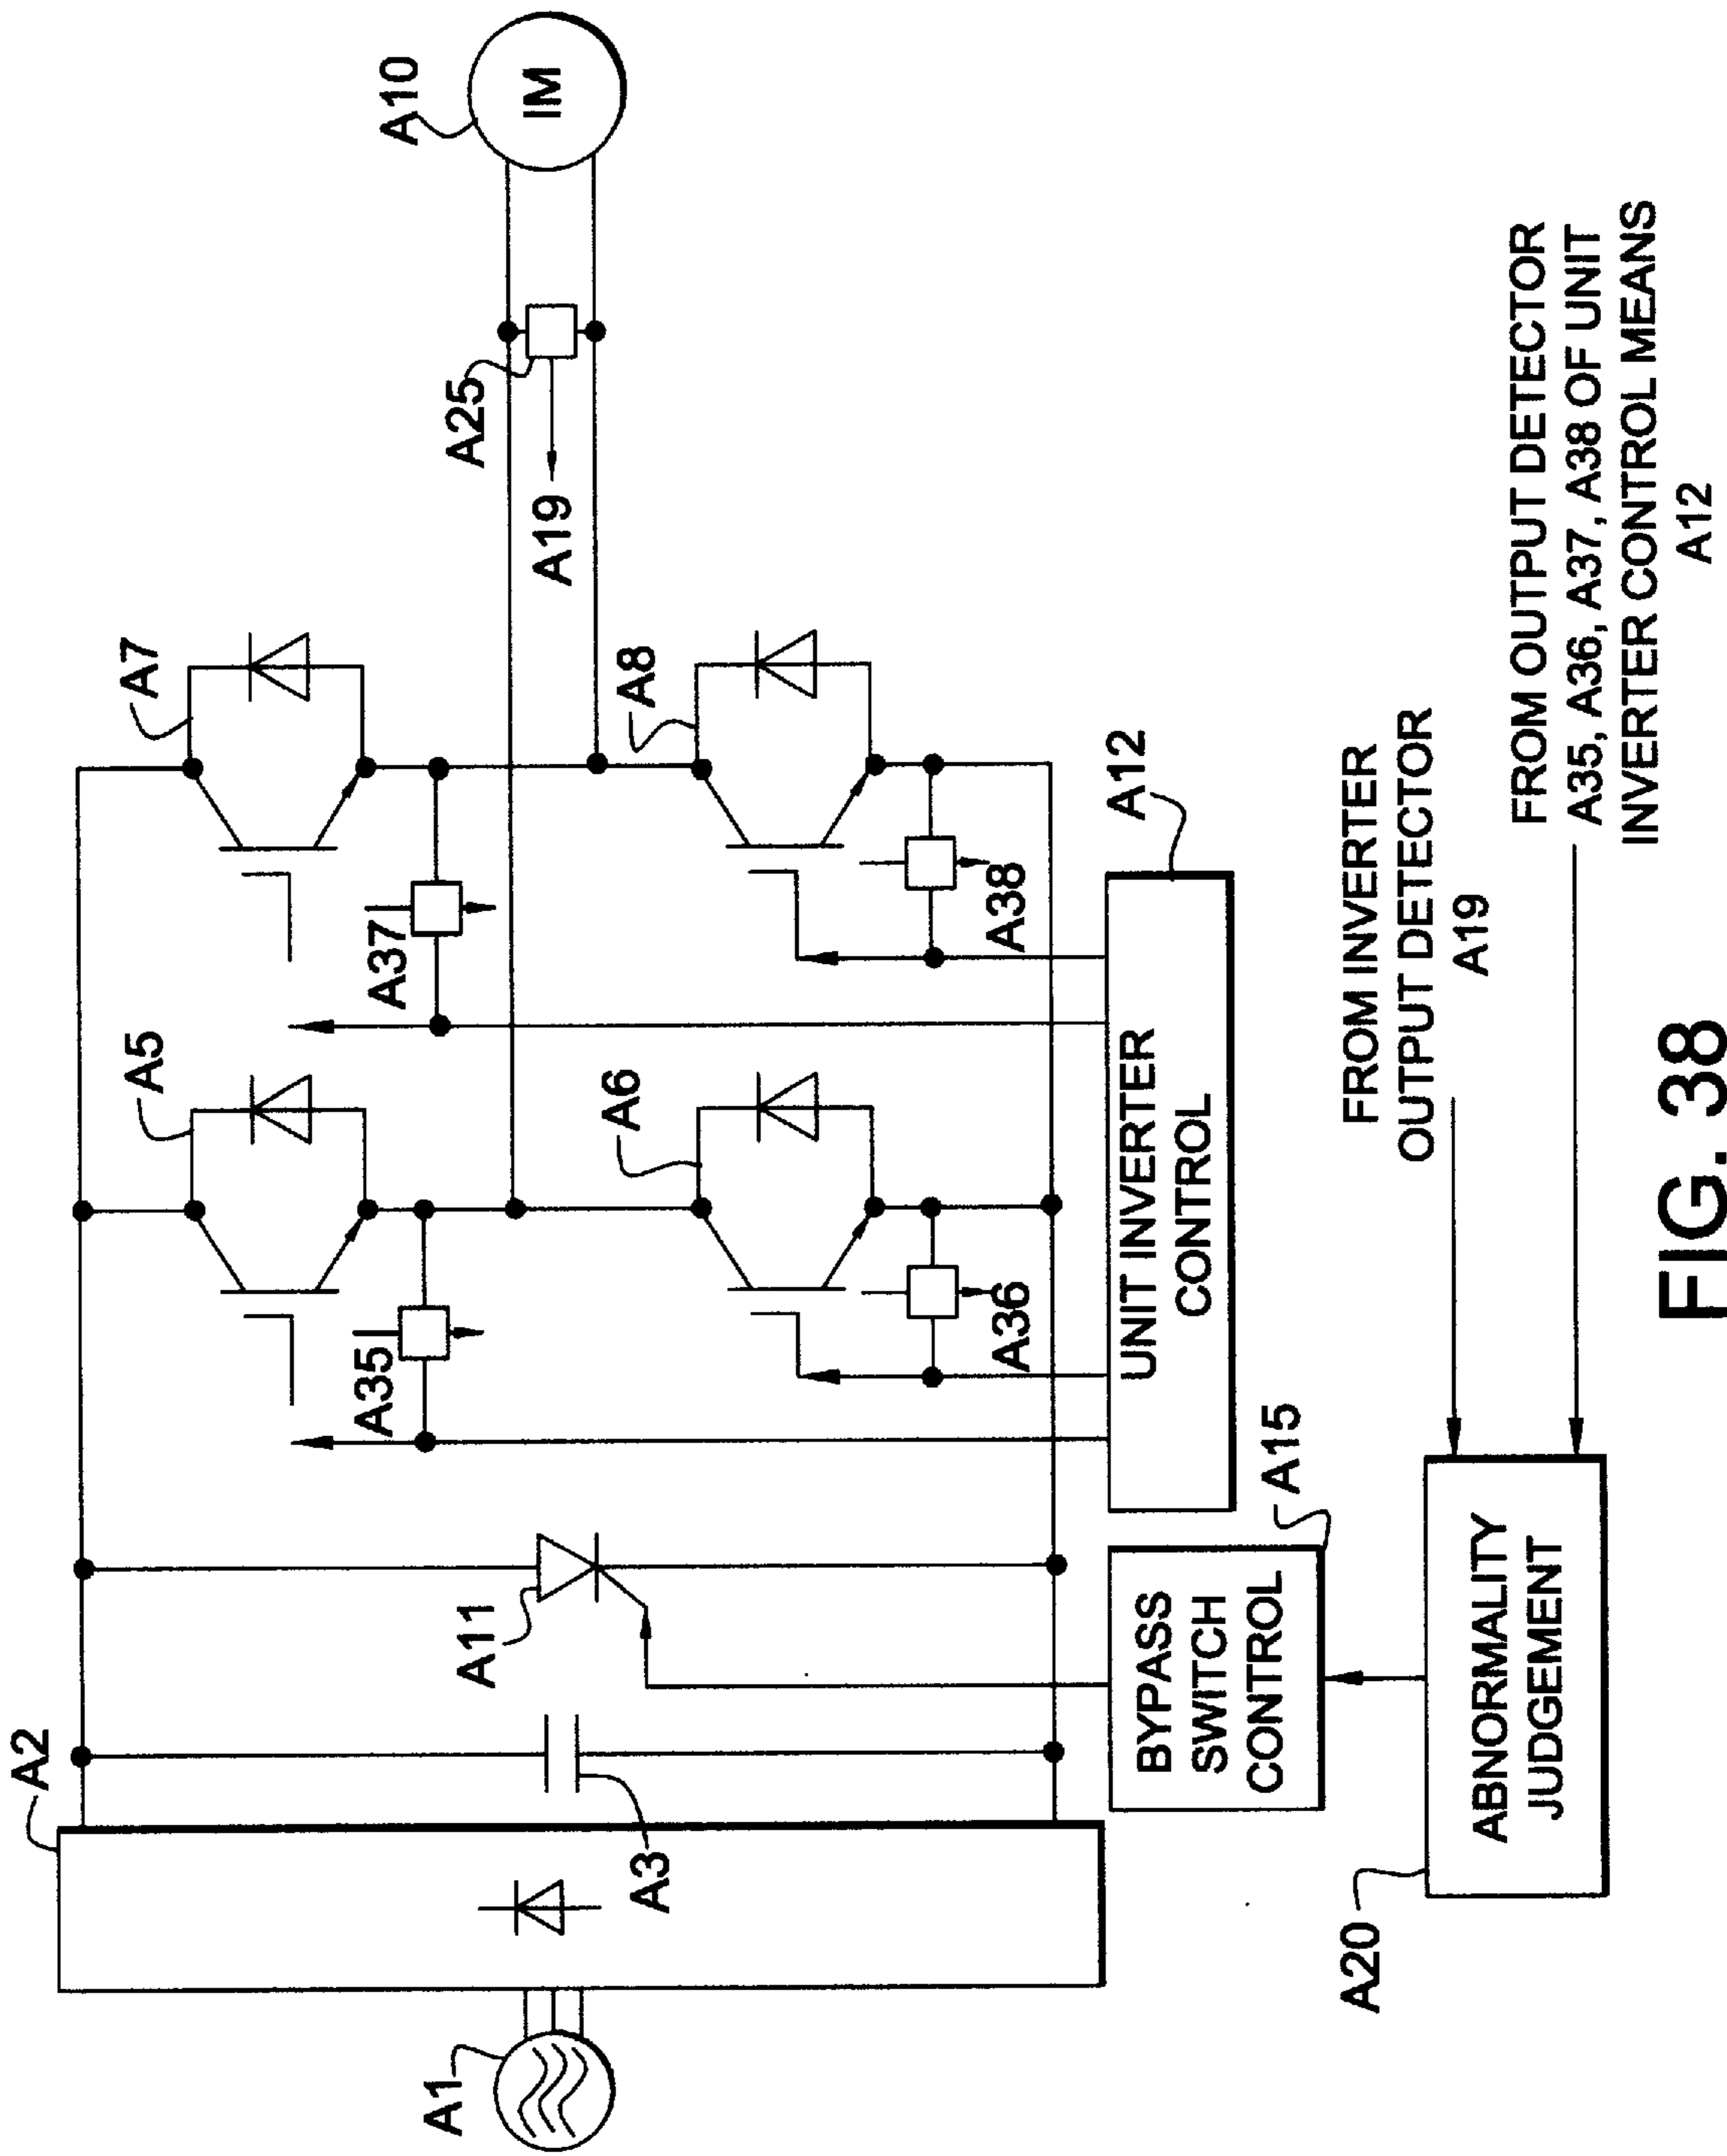 A1
A2
A3
A11
A5
A35
A6
A36
A7
A37
A8
A38
A25
A19
A10
IM
UNIT INVERTER
CONTROL
A12
BYPASS
SWITCH
CONTROL
A15
ABNORMALITY
JUDGEMENT
A20
FROM INVERTER
OUTPUT DETECTOR
A19
FROM OUTPUT DETECTOR
A35, A36, A37, A38 OF UNIT
INVERTER CONTROL MEANS
A12
FIG. 38